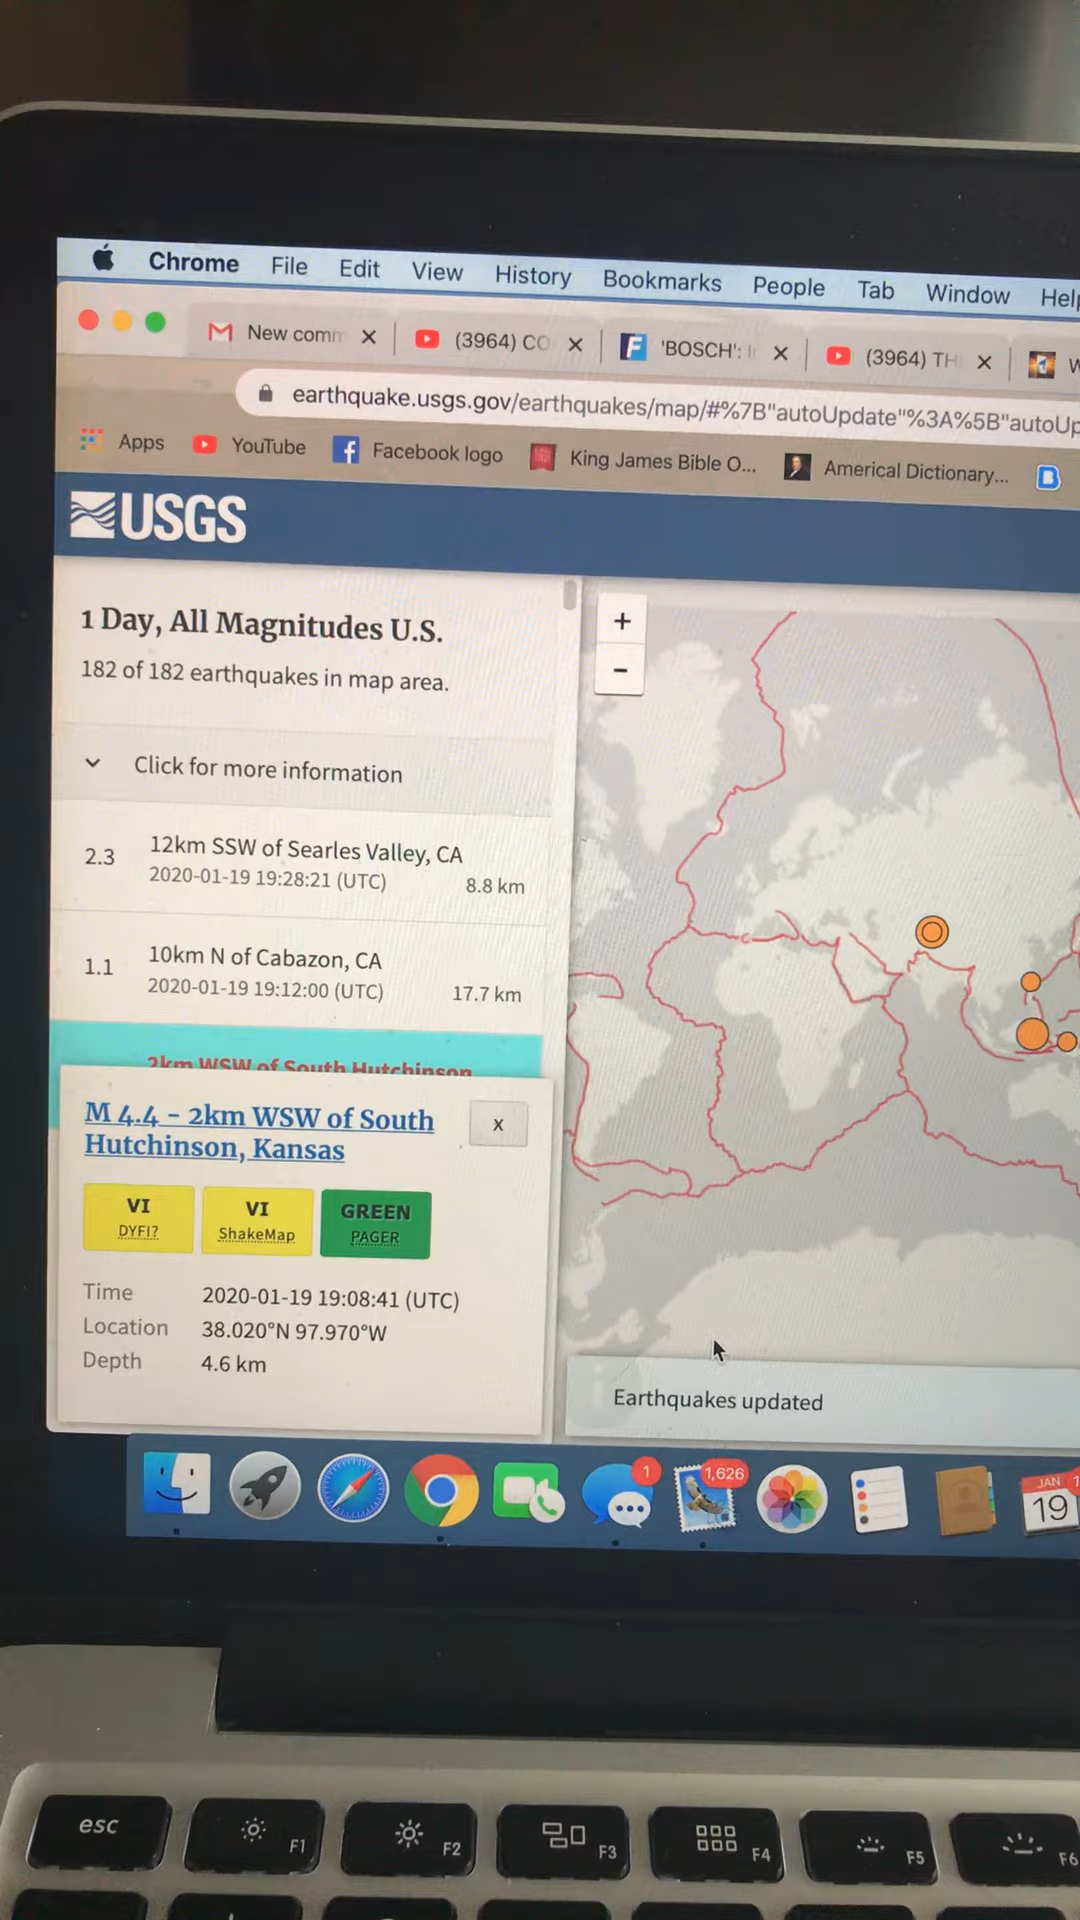 Chrome File Edit View History Bookmarks People Tab Window Help
New comm (3964) CO 'BOSCH': (3964) TH
earthquake.usgs.gov/earthquakes/map/#%7B"autoUpdate"%3A%5B"autoUp
Apps YouTube Facebook logo King James Bible O... Americal Dictionary...
USGS
1 Day, All Magnitudes U.S.
182 of 182 earthquakes in map area.
Click for more information
2.3
12km SSW of Searles Valley, CA
2020-01-19 19:28:21 (UTC) 8.8 km
1.1
10km N of Cabazon, CA
2020-01-19 19:12:00 (UTC) 17.7 km
2km WSW of South Hutchinson
M 4.4 - 2km WSW of South
Hutchinson, Kansas
x
VI VI GREEN
DYFI? ShakeMap PAGER
Time 2020-01-19 19:08:41 (UTC)
Location 38.020°N 97.970°W
Depth 4.6 km
+
−
Earthquakes updated
1 1,626
JAN
19
esc F1 F2 F3 F4 F5 F6